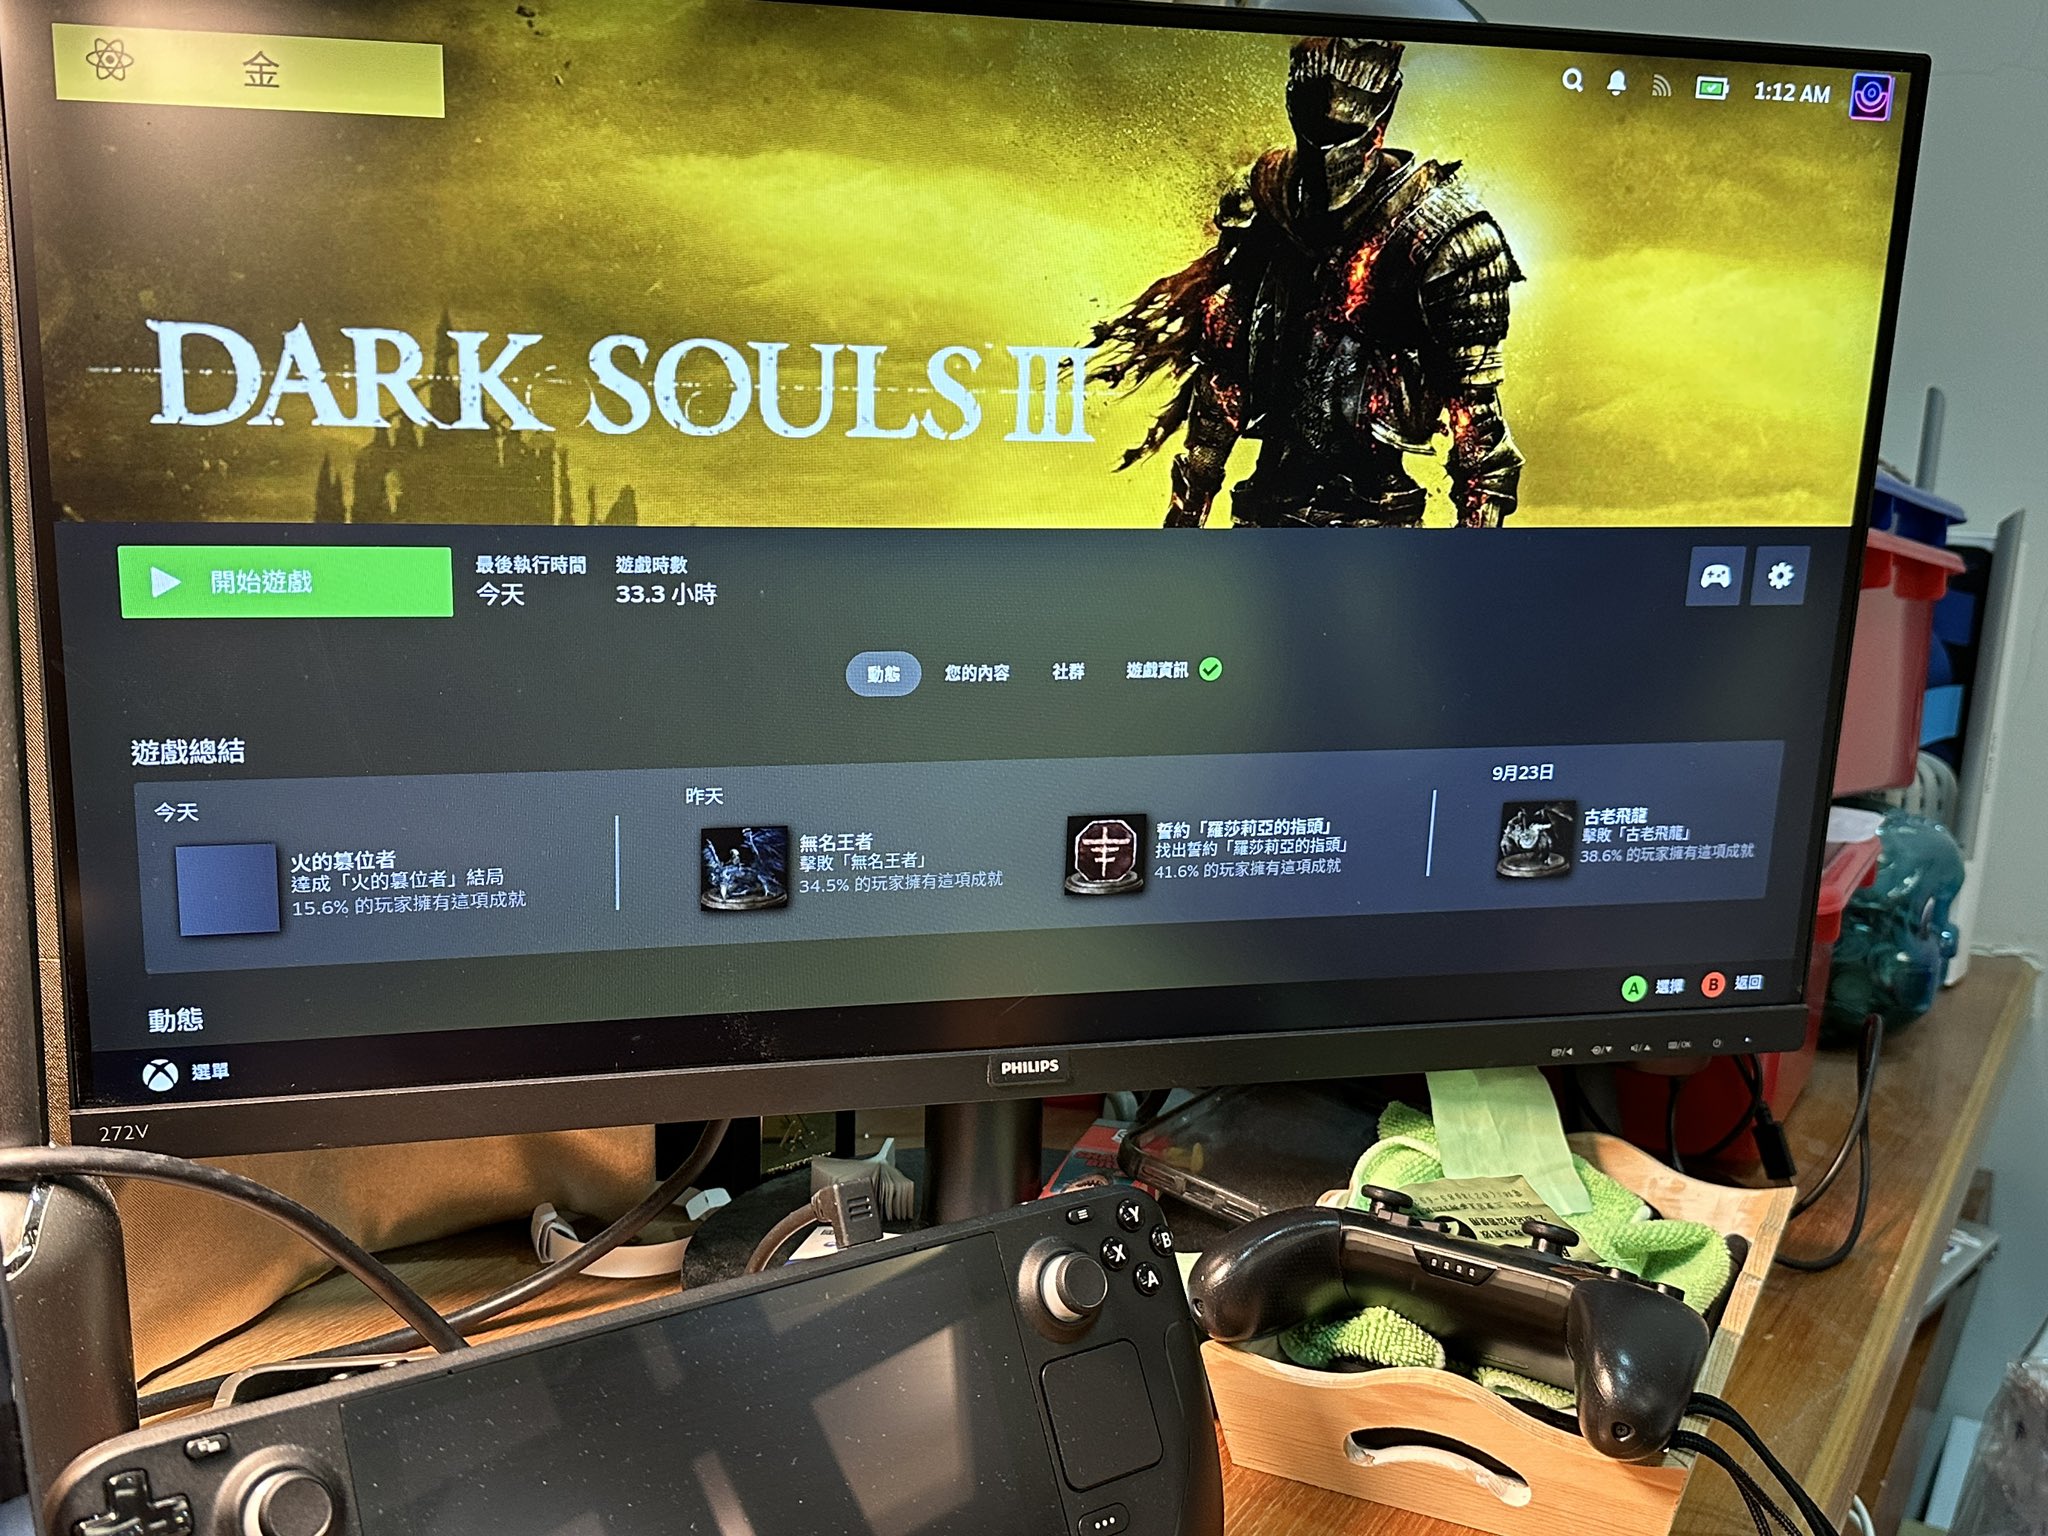 金
1:12 AM
DARK SOULS III
開始遊戲
最後執行時間
今天
遊戲時數
33.3 小時
動態
您的內容
社群
遊戲資訊
遊戲總結
今天
火的篡位者
達成「火的篡位者」結局
15.6% 的玩家擁有這項成就
昨天
無名王者
擊敗「無名王者」
34.5% 的玩家擁有這項成就
誓約「羅莎莉亞的指頭」
找出誓約「羅莎莉亞的指頭」
41.6% 的玩家擁有這項成就
9月23日
古老飛龍
擊敗「古老飛龍」
38.6% 的玩家擁有這項成就
動態
A 選擇
B 返回
選單
PHILIPS
272V
Y
B
X
A